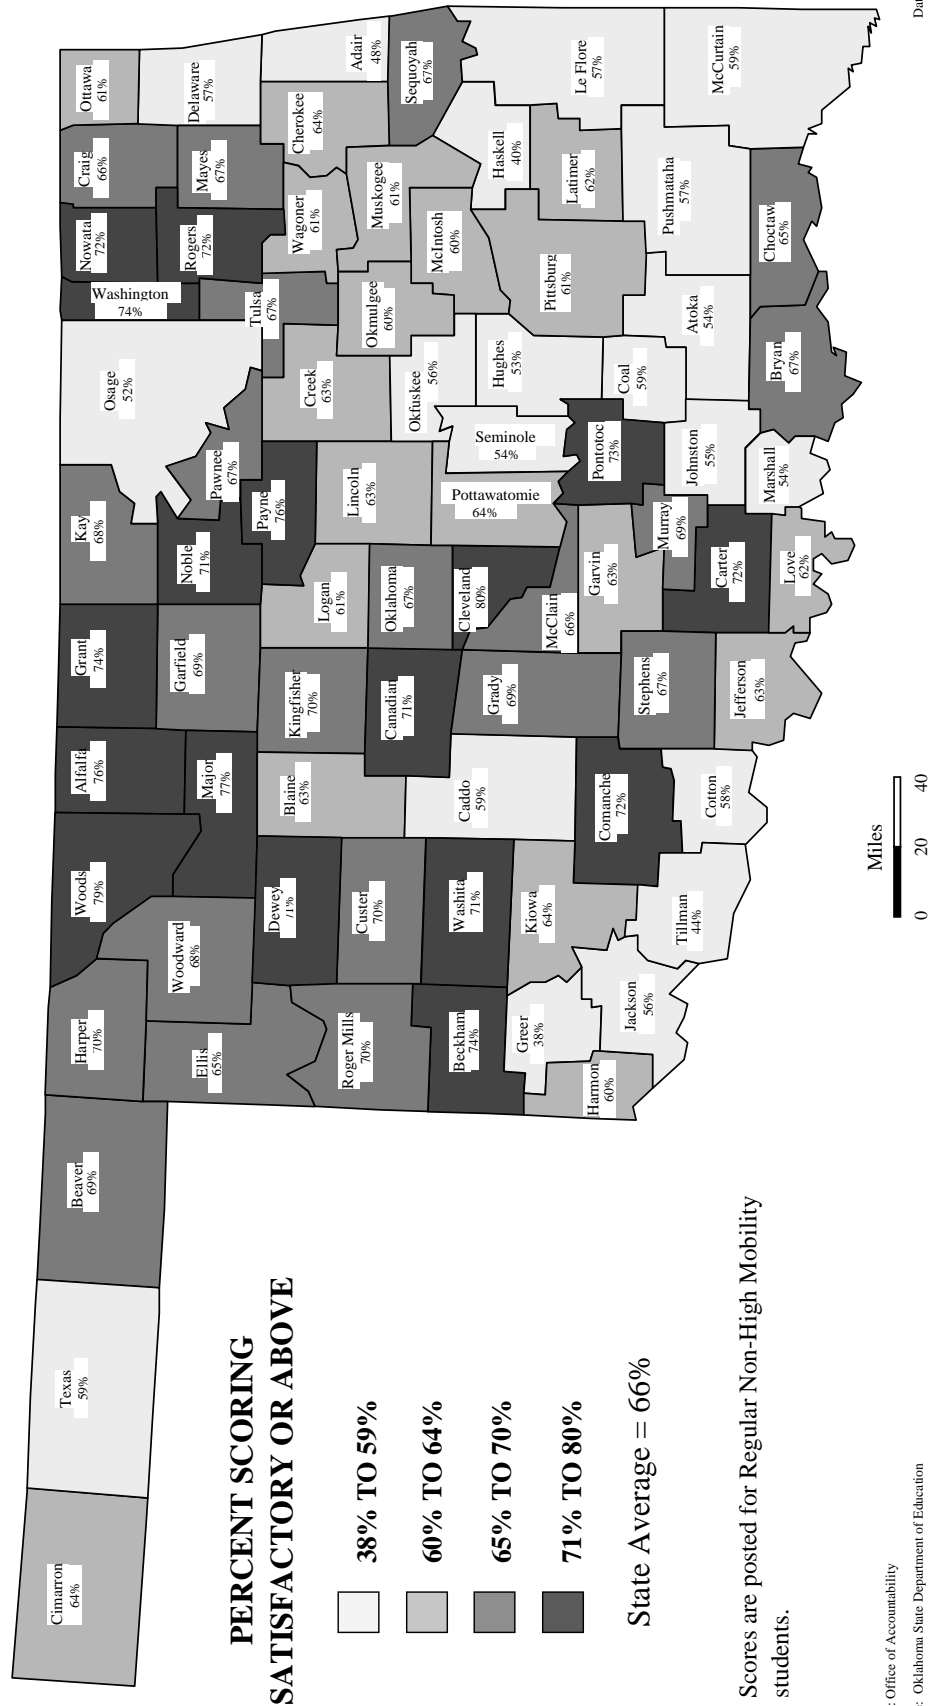 Cimarron
64%
Texas
59%
Beaver
69%
Harper
70%
Woods
79%
Alfalfa
76%
Grant
74%
Kay
68%
Osage
52%
Washington
74%
Nowata
72%
Craig
66%
Ottawa
61%
Ellis
65%
Woodward
68%
Major
77%
Garfield
69%
Noble
71%
Pawnee
67%
Tulsa
67%
Rogers
72%
Mayes
67%
Delaware
57%
Roger Mills
70%
Dewey
71%
Custer
70%
Blaine
63%
Kingfisher
70%
Logan
61%
Payne
76%
Lincoln
63%
Creek
63%
Okmulgee
60%
Wagoner
61%
Cherokee
64%
Adair
48%
Beckham
74%
Washita
71%
Caddo
59%
Canadian
71%
Oklahoma
67%
Cleveland
80%
Pottawatomie
64%
Seminole
54%
Okfuskee
56%
Hughes
53%
McIntosh
60%
Muskogee
61%
Sequoyah
67%
Haskell
40%
Greer
38%
Kiowa
64%
Grady
69%
McClain
66%
Garvin
63%
Pontotoc
73%
Coal
59%
Pittsburg
61%
Latimer
62%
Le Flore
57%
Harmon
60%
Jackson
56%
Tillman
44%
Comanche
72%
Cotton
58%
Stephens
67%
Jefferson
63%
Murray
69%
Carter
72%
Love
62%
Johnston
55%
Marshall
54%
Atoka
54%
Bryan
67%
Pushmataha
57%
Choctaw
65%
McCurtain
59%
PERCENT SCORING
SATISFACTORY OR ABOVE
38% TO 59%
60% TO 64%
65% TO 70%
71% TO 80%
State Average = 66%
Scores are posted for Regular Non-High Mobility
students.
Miles
0 20 40
: Office of Accountability
: Oklahoma State Department of Education